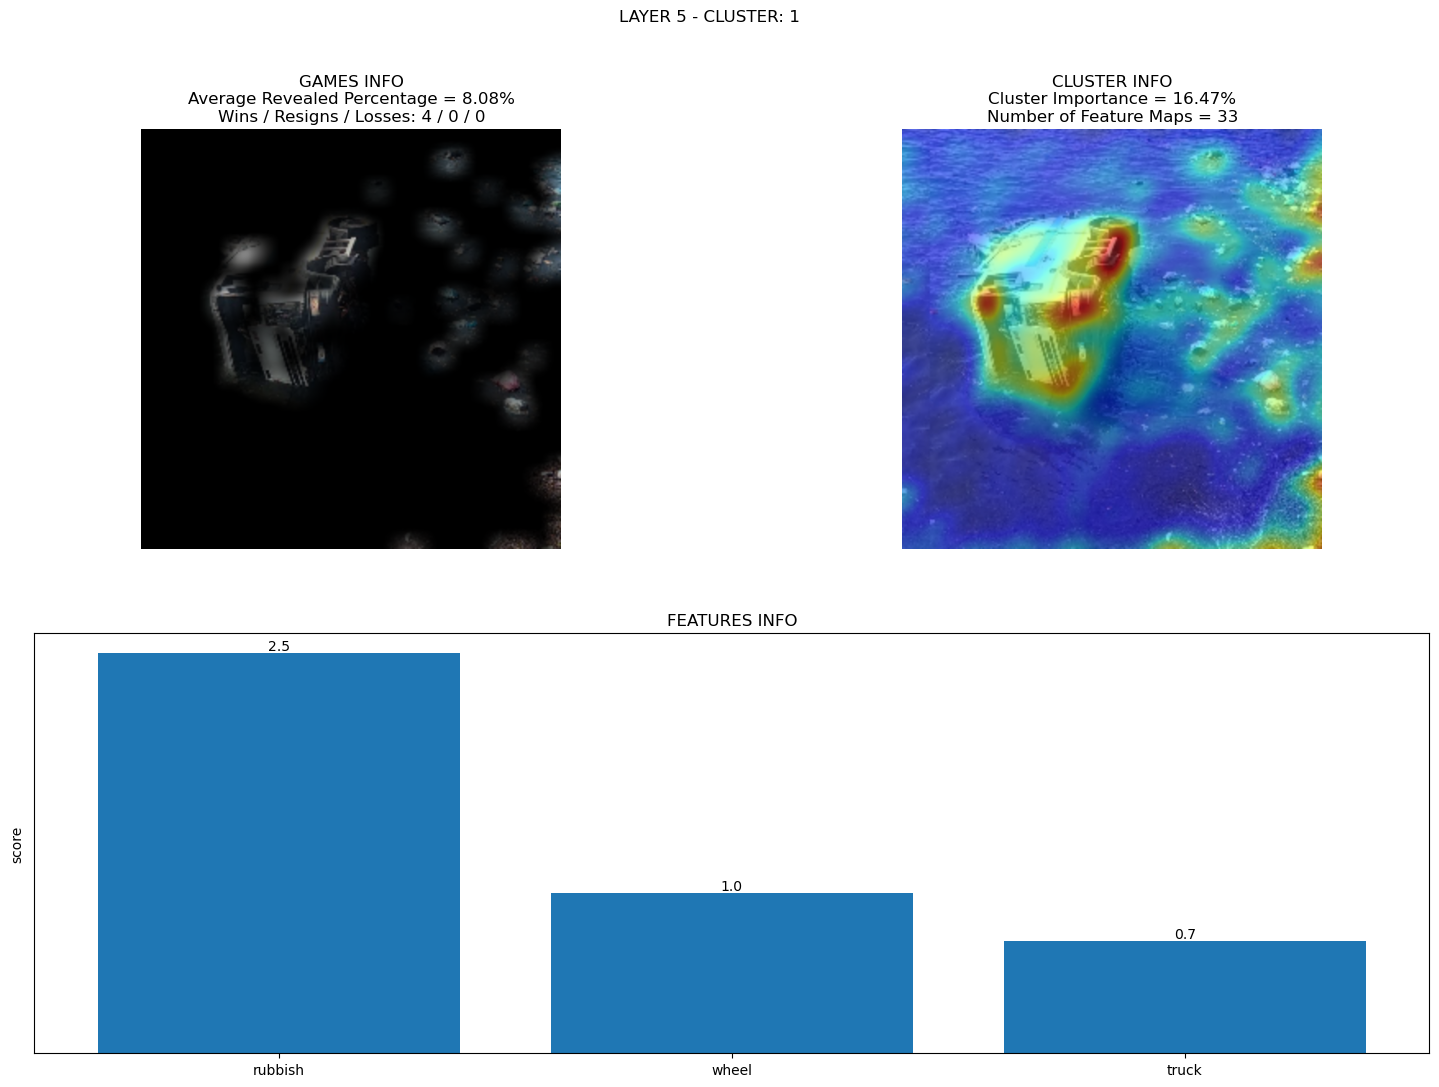 LAYER 5 - CLUSTER: 1
GAMES INFO
Average Revealed Percentage = 8.08%
Wins / Resigns / Losses: 4 / 0 / 0
CLUSTER INFO
Cluster Importance = 16.47%
Number of Feature Maps = 33
FEATURES INFO
score
2.5
1.0
0.7
rubbish
wheel
truck